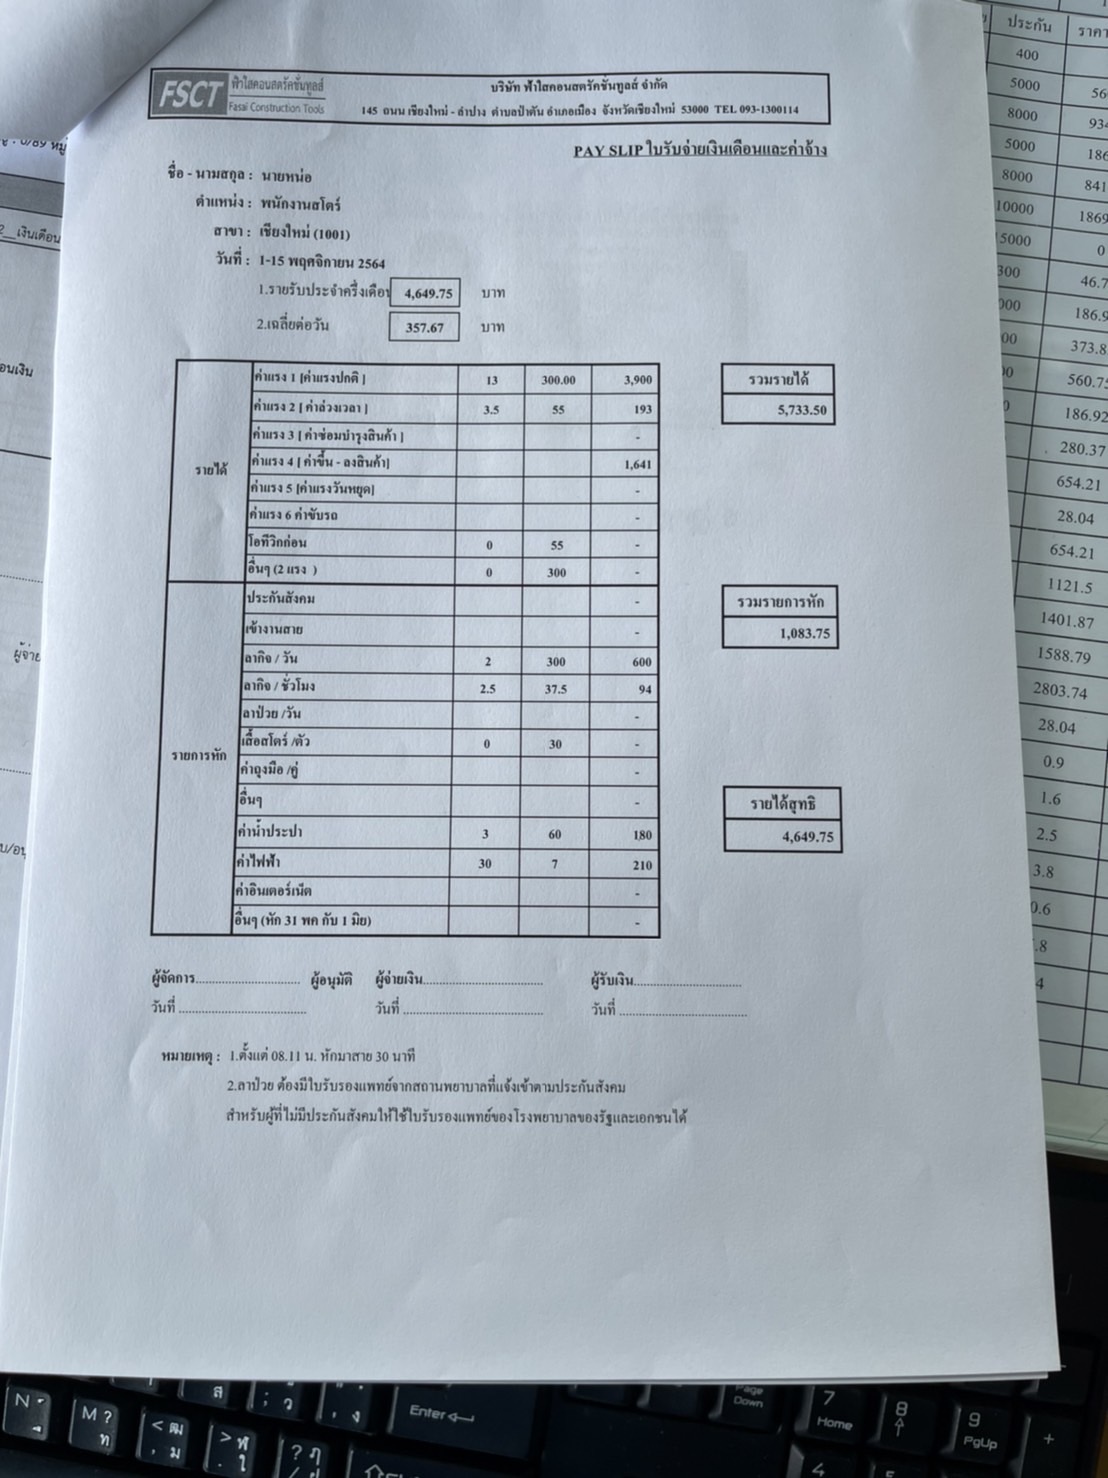 FSCT ฟ้าใสคอนสตรัคชั่นทูลส์
Fasai Construction Tools
บริษัท ฟ้าใสคอนสตรัคชั่นทูลส์ จำกัด
145 ถนน เชียงใหม่ - ลำปาง ตำบลป่าตัน อำเภอเมือง จังหวัดเชียงใหม่ 53000 TEL 093-1300114
PAY SLIP ใบรับจ่ายเงินเดือนและค่าจ้าง
ชื่อ - นามสกุล : นายหน่อ
ตำแหน่ง : พนักงานสโตร์
สาขา : เชียงใหม่ (1001)
วันที่ : 1-15 พฤศจิกายน 2564
1.รายรับประจำครึ่งเดือน 4,649.75 บาท
2.เฉลี่ยต่อวัน 357.67 บาท
รายได้
ค่าแรง 1 [ค่าแรงปกติ ] 13 300.00 3,900
ค่าแรง 2 [ ค่าล่วงเวลา ] 3.5 55 193
ค่าแรง 3 [ ค่าซ่อมบำรุงสินค้า ] -
ค่าแรง 4 [ ค่าขึ้น - ลงสินค้า] 1,641
ค่าแรง 5 [ค่าแรงวันหยุด] -
ค่าแรง 6 ค่าขับรถ -
โอทีวิกก่อน 0 55 -
อื่นๆ (2 แรง ) 0 300 -
รวมรายได้
5,733.50
รายการหัก
ประกันสังคม -
เข้างานสาย -
ลากิจ / วัน 2 300 600
ลากิจ / ชั่วโมง 2.5 37.5 94
ลาป่วย /วัน -
เสื้อสโตร์ /ตัว 0 30 -
ค่าถุงมือ /คู่ -
อื่นๆ -
ค่าน้ำประปา 3 60 180
ค่าไฟฟ้า 30 7 210
ค่าอินเตอร์เน็ต -
อื่นๆ (หัก 31 พค กับ 1 มิย) -
รวมรายการหัก
1,083.75
รายได้สุทธิ
4,649.75
ผู้จัดการ............................ ผู้อนุมัติ ผู้จ่ายเงิน................................ ผู้รับเงิน............................
วันที่ .................................. วันที่ ..................................... วันที่ ..................................
หมายเหตุ : 1.ตั้งแต่ 08.11 น. หักมาสาย 30 นาที
2.ลาป่วย ต้องมีใบรับรองแพทย์จากสถานพยาบาลที่แจ้งเข้าตามประกันสังคม
สำหรับผู้ที่ไม่มีประกันสังคมให้ใช้ใบรับรองแพทย์ของโรงพยาบาลของรัฐและเอกชนได้
ประกัน ราคา
400
5000
8000
5000
8000
10000 1869
0
46.7
186.9
373.8
560.75
186.92
280.37
654.21
28.04
654.21
1121.5
1401.87
1588.79
2803.74
28.04
0.9
1.6
2.5
3.8
0.6
เงินเดือน
N
M ? ท
< ฒ , ม
> ฬ . ใ
? ฦ /
ส
; ว
ง
Enter
Page Down
7 Home
8
9 PgUp
+
4